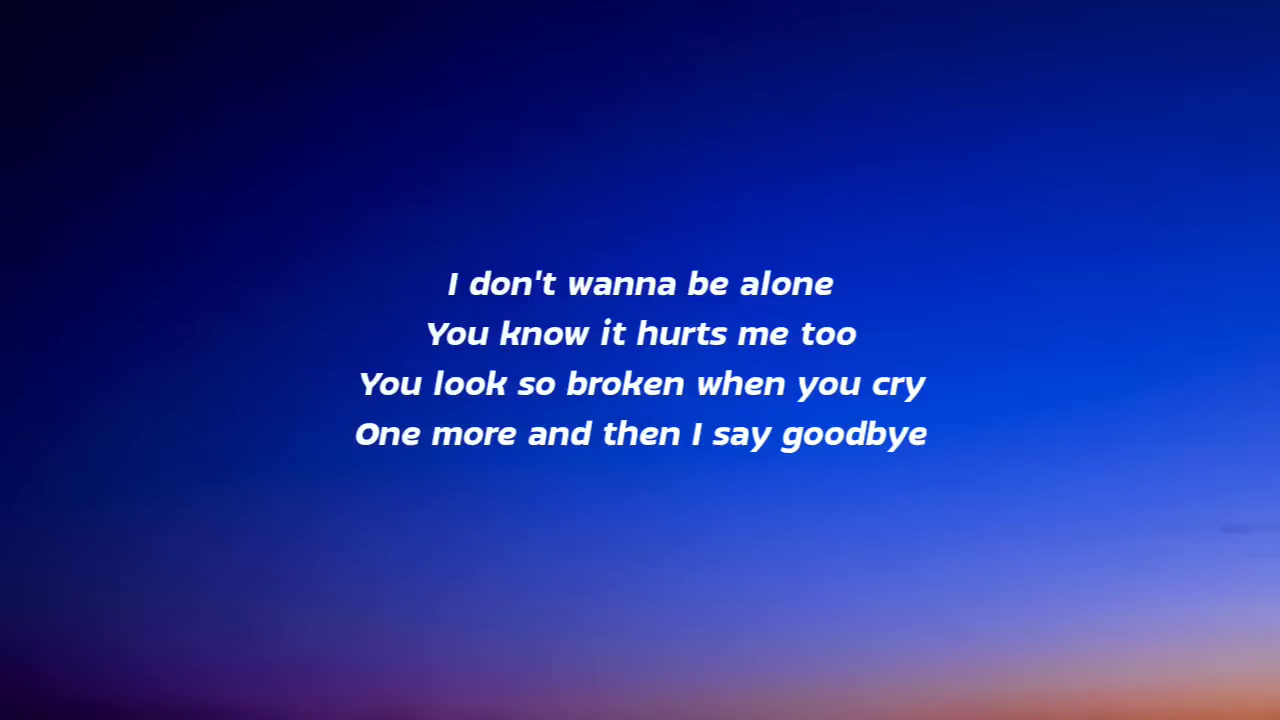 I don't wanna be alone
You know it hurts me too
You look so broken when you cry
One more and then I say goodbye